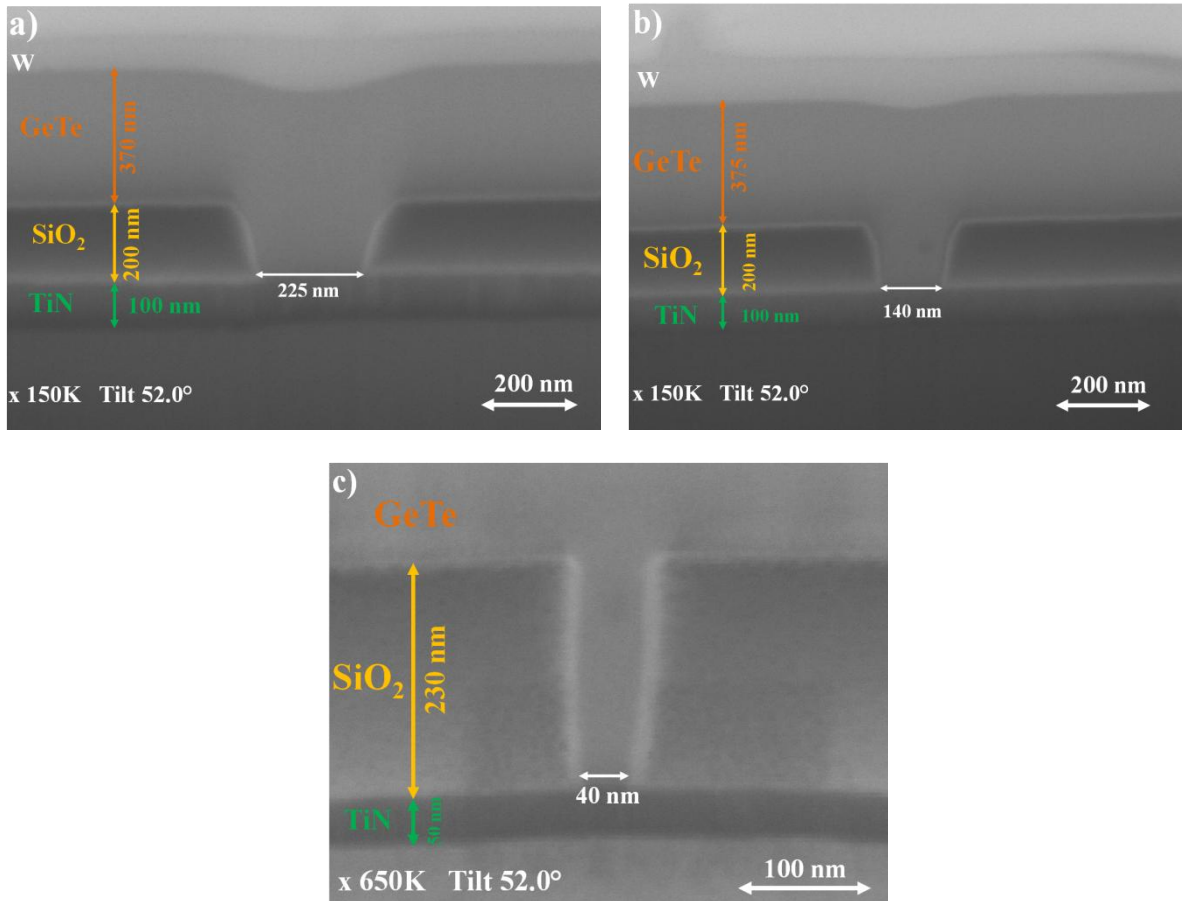 a)
W
GeTe
370 nm
SiO₂
200 nm
225 nm
TiN
100 nm
x 150K Tilt 52.0°
200 nm
b)
W
GeTe
375 nm
SiO₂
200 nm
140 nm
TiN
100 nm
x 150K Tilt 52.0°
200 nm
c)
GeTe
SiO₂
230 nm
40 nm
TiN
50 nm
x 650K Tilt 52.0°
100 nm